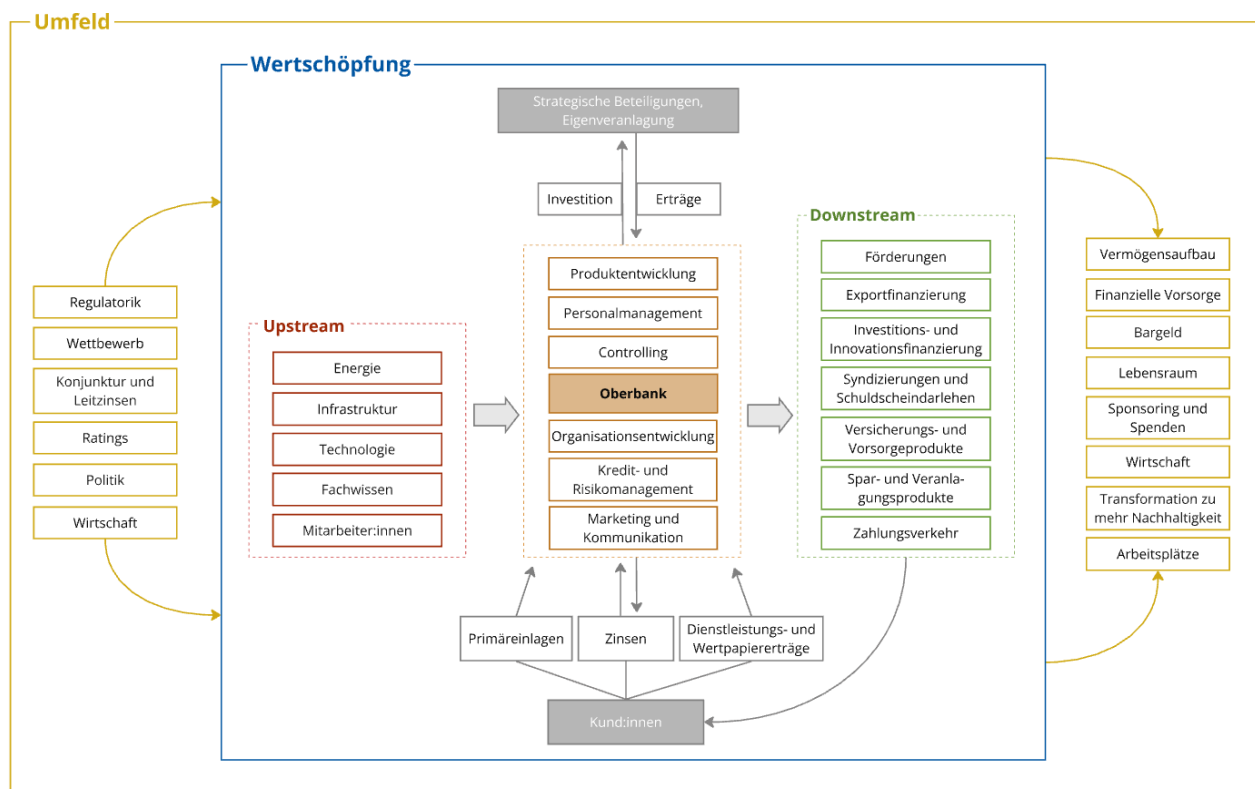 Umfeld
Wertschöpfung
Strategische Beteiligungen,
Eigenveranlagung
Investition
Erträge
Regulatorik
Wettbewerb
Konjunktur und
Leitzinsen
Ratings
Politik
Wirtschaft
Upstream
Energie
Infrastruktur
Technologie
Fachwissen
Mitarbeiter:innen
Produktentwicklung
Personalmanagement
Controlling
Oberbank
Organisationsentwicklung
Kredit- und
Risikomanagement
Marketing und
Kommunikation
Downstream
Förderungen
Exportfinanzierung
Investitions- und
Innovationsfinanzierung
Syndizierungen und
Schuldscheindarlehen
Versicherungs- und
Vorsorgeprodukte
Spar- und Veranla-
gungsprodukte
Zahlungsverkehr
Vermögensaufbau
Finanzielle Vorsorge
Bargeld
Lebensraum
Sponsoring und
Spenden
Wirtschaft
Transformation zu
mehr Nachhaltigkeit
Arbeitsplätze
Primäreinlagen
Zinsen
Dienstleistungs- und
Wertpapiererträge
Kund:innen